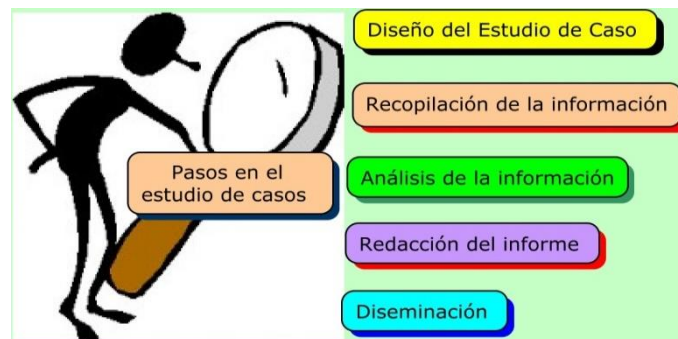 Diseño del Estudio de Caso
Recopilación de la información
Pasos en el
estudio de casos
Análisis de la información
Redacción del informe
Diseminación